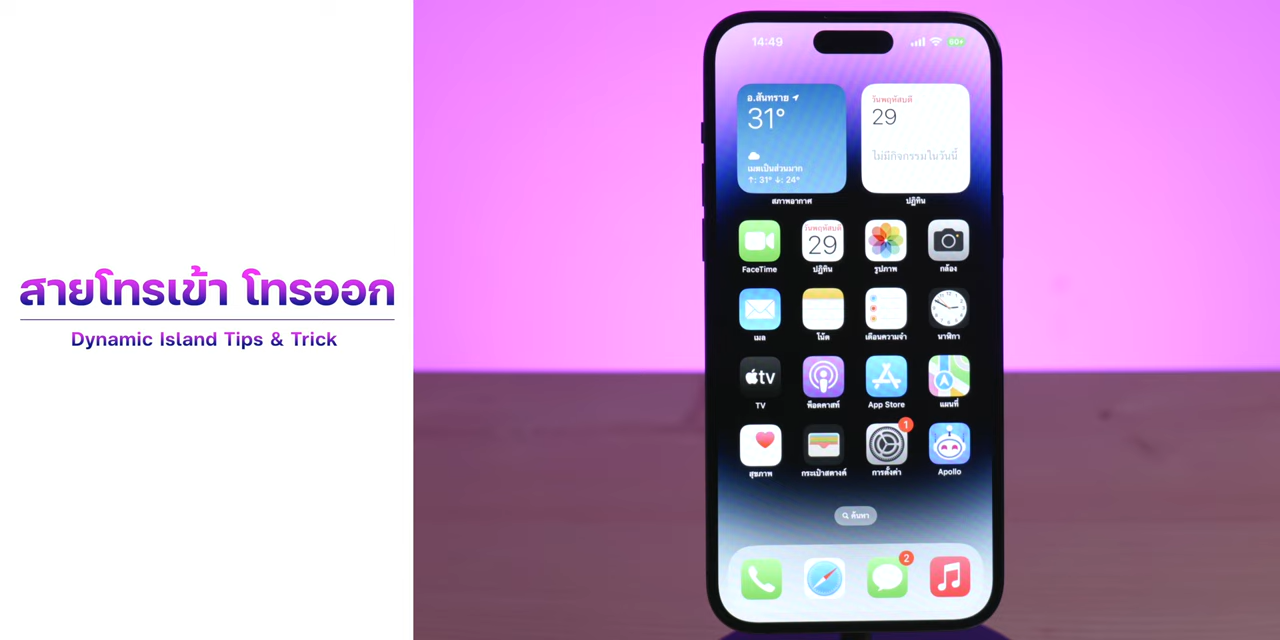 สายโทรเข้า โทรออก
Dynamic Island Tips & Trick
14:49
60
อ.สันทราย
31°
เมฆเป็นส่วนมาก
↑: 31° ↓: 24°
สภาพอากาศ
วันพฤหัสบดี
29
ไม่มีกิจกรรมในวันนี้
ปฏิทิน
FaceTime
วันพฤหัสบดี
29
ปฏิทิน
รูปภาพ
กล้อง
เมล
โน้ต
เตือนความจำ
นาฬิกา
tv
TV
พ็อดคาสท์
App Store
แผนที่
สุขภาพ
กระเป๋าสตางค์
1
การตั้งค่า
Apollo
ค้นหา
2